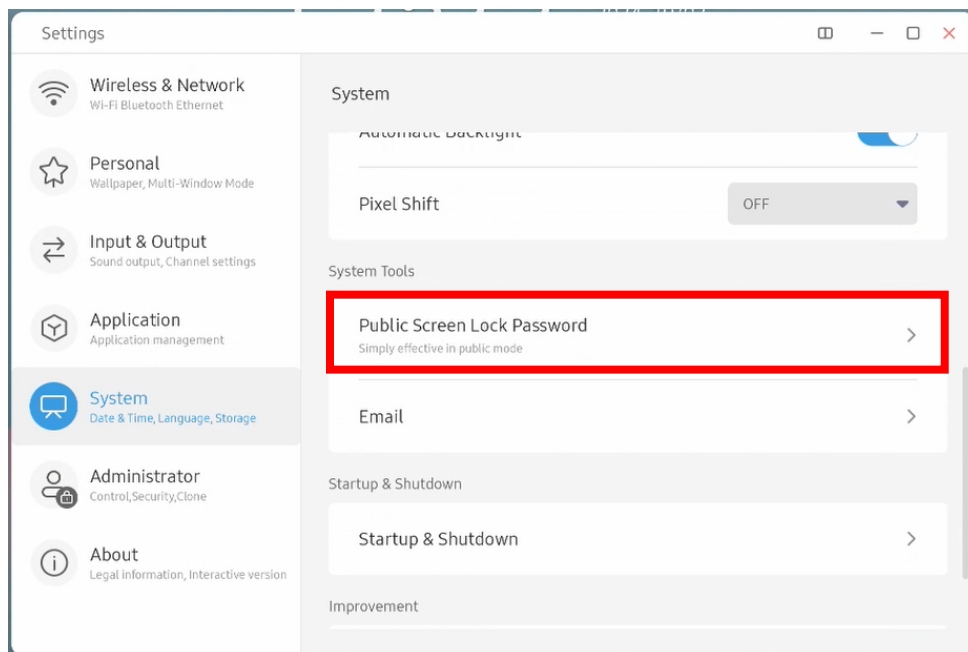 Settings
Wireless & Network
Wi-Fi Bluetooth Ethernet
Personal
Wallpaper, Multi-Window Mode
Input & Output
Sound output, Channel settings
Application
Application management
System
Date & Time, Language, Storage
Administrator
Control,Security,Clone
About
Legal information, Interactive version
System
Automatic Backlight
Pixel Shift
OFF
System Tools
Public Screen Lock Password
Simply effective in public mode
Email
Startup & Shutdown
Startup & Shutdown
Improvement